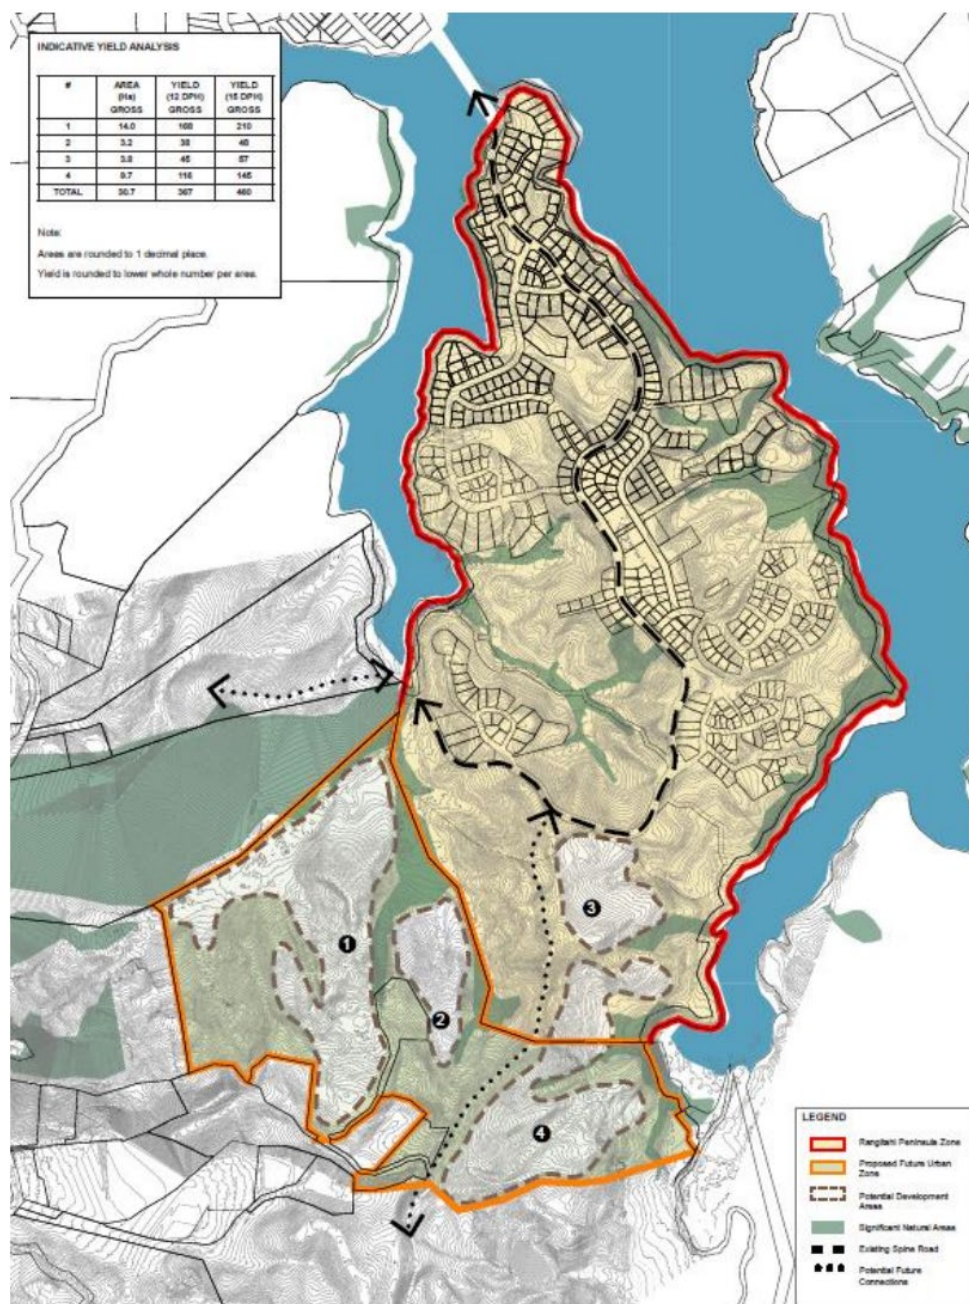 INDICATIVE YIELD ANALYSIS
# AREA (Ha) GROSS YIELD (12 DPH) GROSS YIELD (15 DPH) GROSS
1 14.0 168 210
2 3.2 38 48
3 3.8 45 57
4 9.7 116 145
TOTAL 30.7 367 460
Note:
Areas are rounded to 1 decimal place.
Yield is rounded to lower whole number per area.
3
1
2
4
LEGEND
Rangitahi Peninsula Zone
Proposed Future Urban
Zone
Potential Development
Areas
Significant Natural Areas
Existing Spine Road
Potential Future
Connections